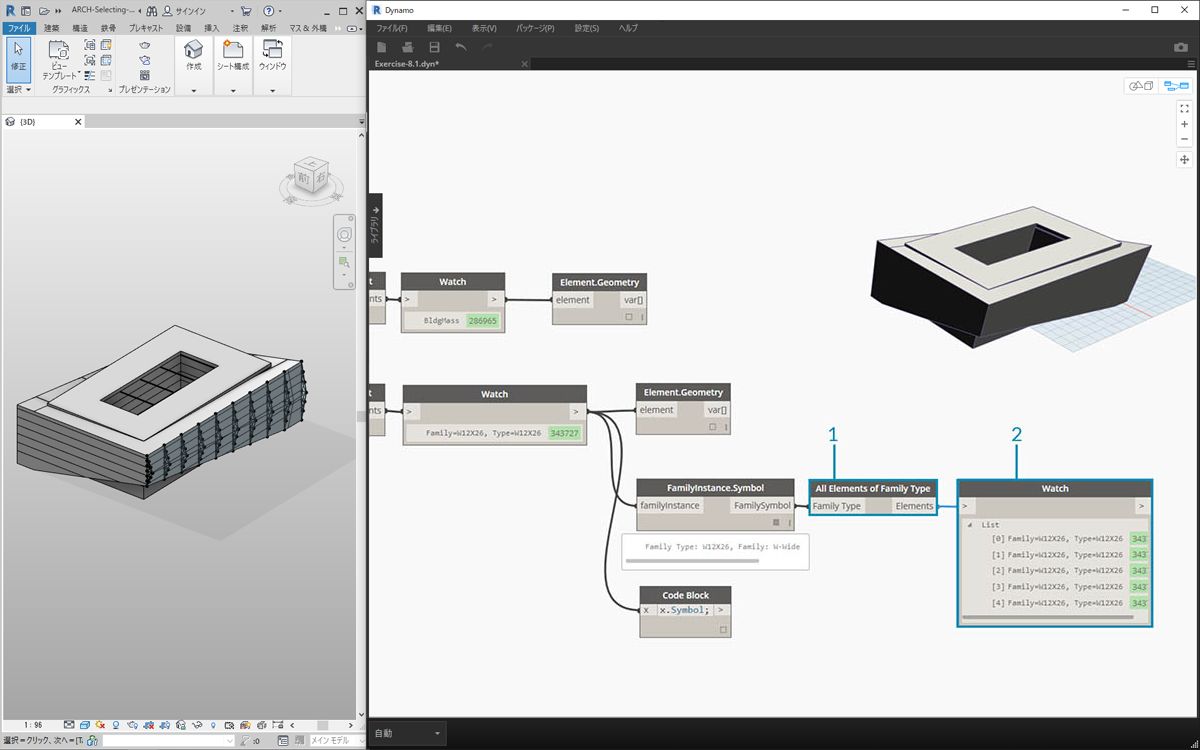 ARCH-Selecting-...
サインイン
ファイル 建築 構造 鉄骨 プレキャスト 設備 挿入 注釈 解析 マス & 外構
修正
ビュー
テンプレート
作成
シート構成
ウィンドウ
選択
グラフィックス
プレゼンテーション
{3D}
上
前
右
1 : 96
選択 = クリック、次へ =[T
:0
メイン モデル
Dynamo
ファイル(F) 編集(E) 表示(V) パッケージ(P) 設定(S) ヘルプ
Exercise-8.1.dyn*
ライブラリ
t
nts
Watch
>
>
BldgMass 286965
Element.Geometry
element var[]
t
nts
Watch
>
>
Family=W12X26, Type=W12X26 343727
Element.Geometry
element var[]
1
2
FamilyInstance.Symbol
familyInstance FamilySymbol
Family Type: W12X26, Family: W-Wide
All Elements of Family Type
Family Type Elements
Watch
>
>
List
[0] Family=W12X26, Type=W12X26 343
[1] Family=W12X26, Type=W12X26 343
[2] Family=W12X26, Type=W12X26 343
[3] Family=W12X26, Type=W12X26 343
[4] Family=W12X26, Type=W12X26 343
Code Block
x x.Symbol; >
自動